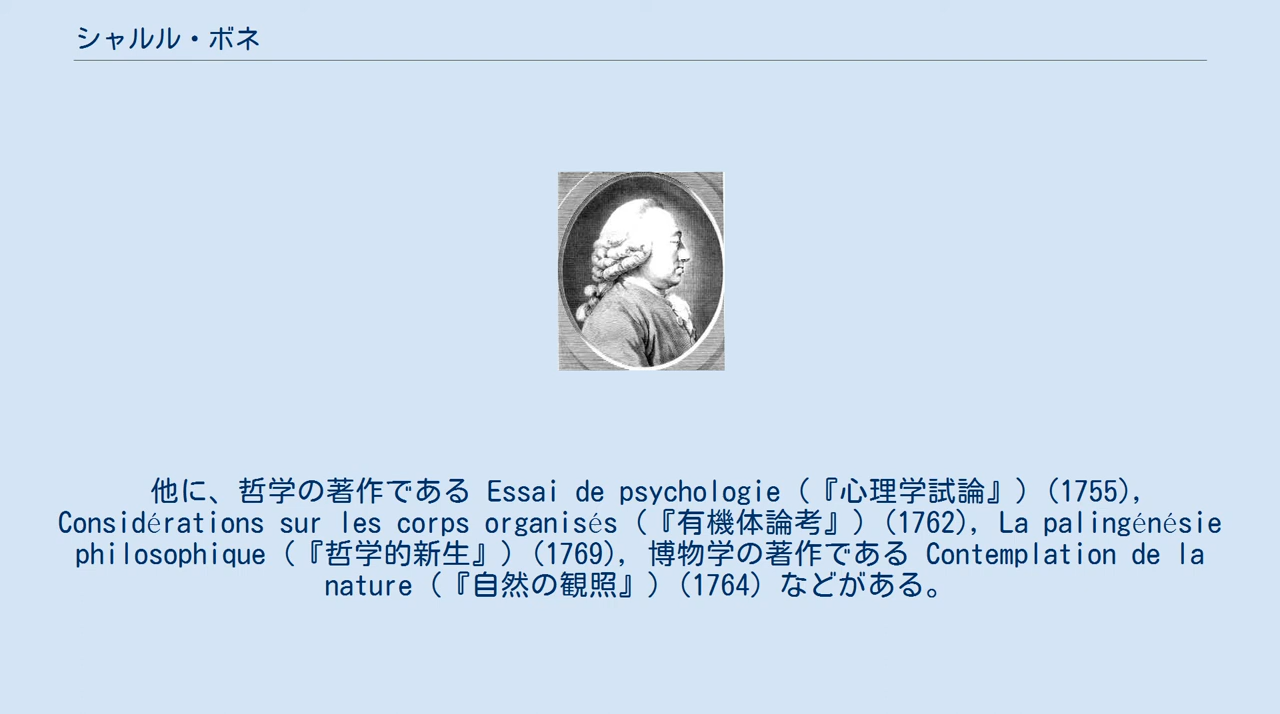 シャルル・ボネ
他に、哲学の著作である Essai de psychologie（『心理学試論』）(1755),
Considérations sur les corps organisés（『有機体論考』）(1762), La palingénésie
philosophique（『哲学的新生』）(1769), 博物学の著作である Contemplation de la
nature（『自然の観照』）(1764) などがある。